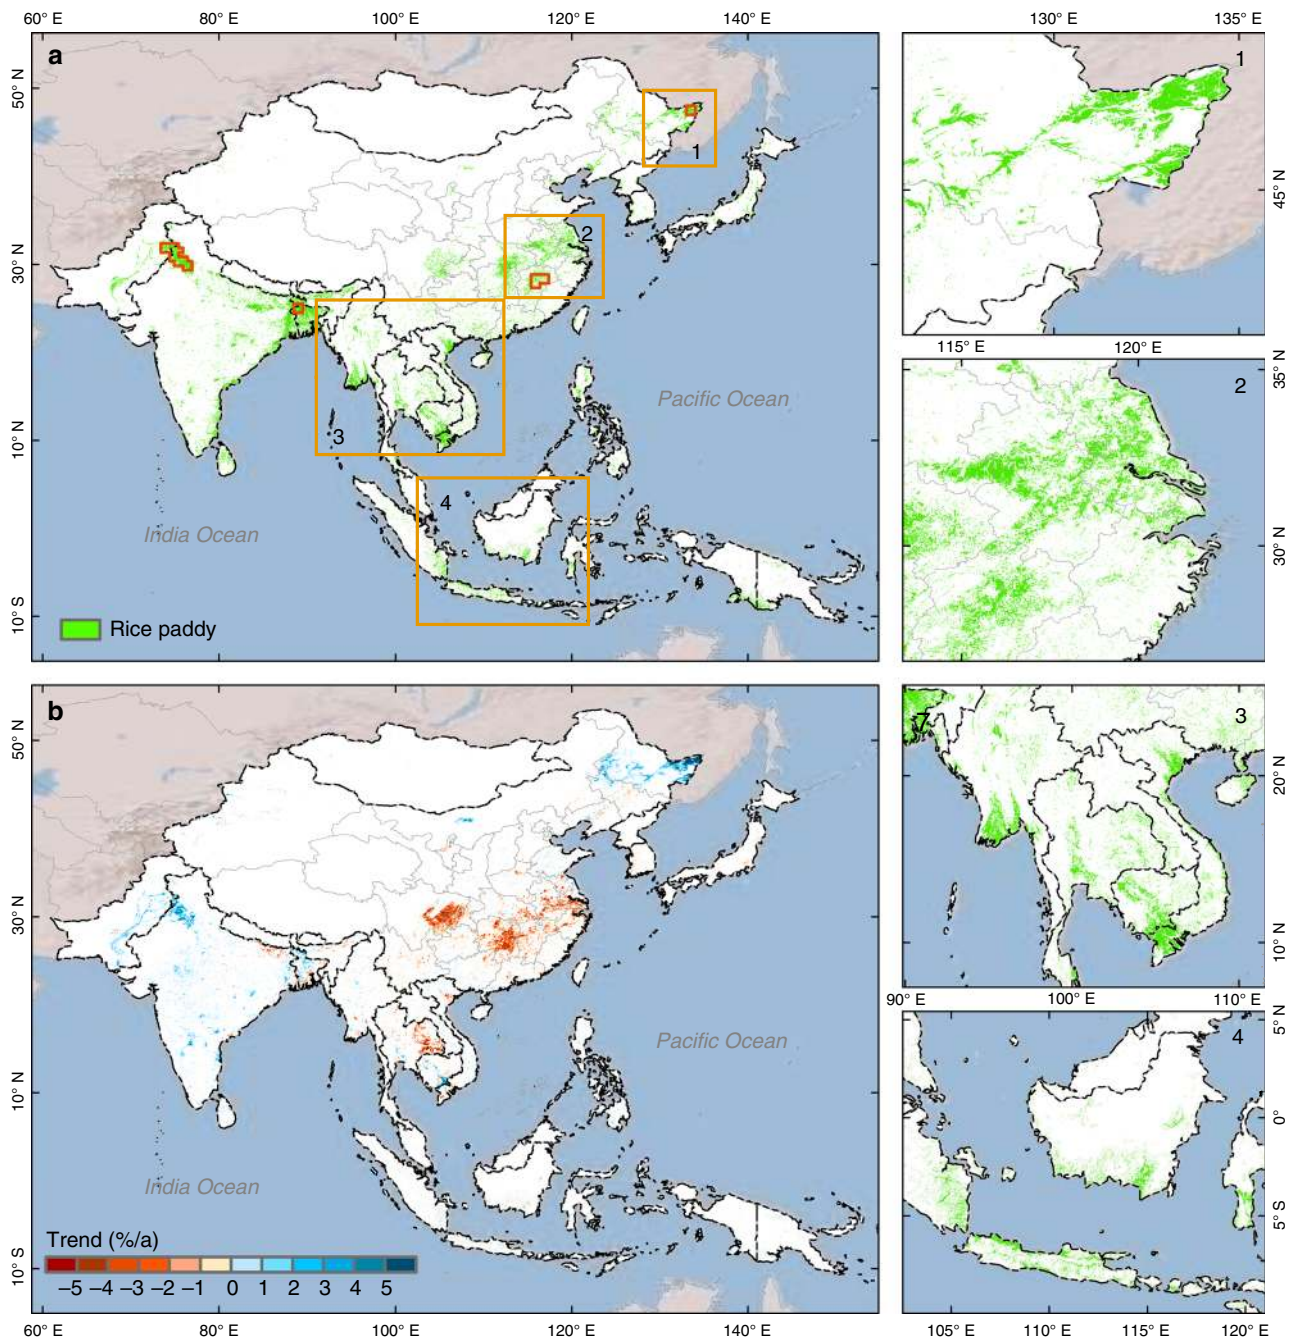 60° E 80° E 100° E 120° E 140° E
130° E 135° E
a
50° N
30° N
10° N
10° S
1
2
3
4
Pacific Ocean
India Ocean
Rice paddy
1
45° N
115° E 120° E
2
35° N
30° N
b
50° N
30° N
10° N
10° S
Pacific Ocean
India Ocean
Trend (%/a)
–5 –4 –3 –2 –1 0 1 2 3 4 5
60° E 80° E 100° E 120° E 140° E
7
3
20° N
10° N
90° E 100° E 110° E
4
5° N
0°
5° S
105° E 110° E 115° E 120° E